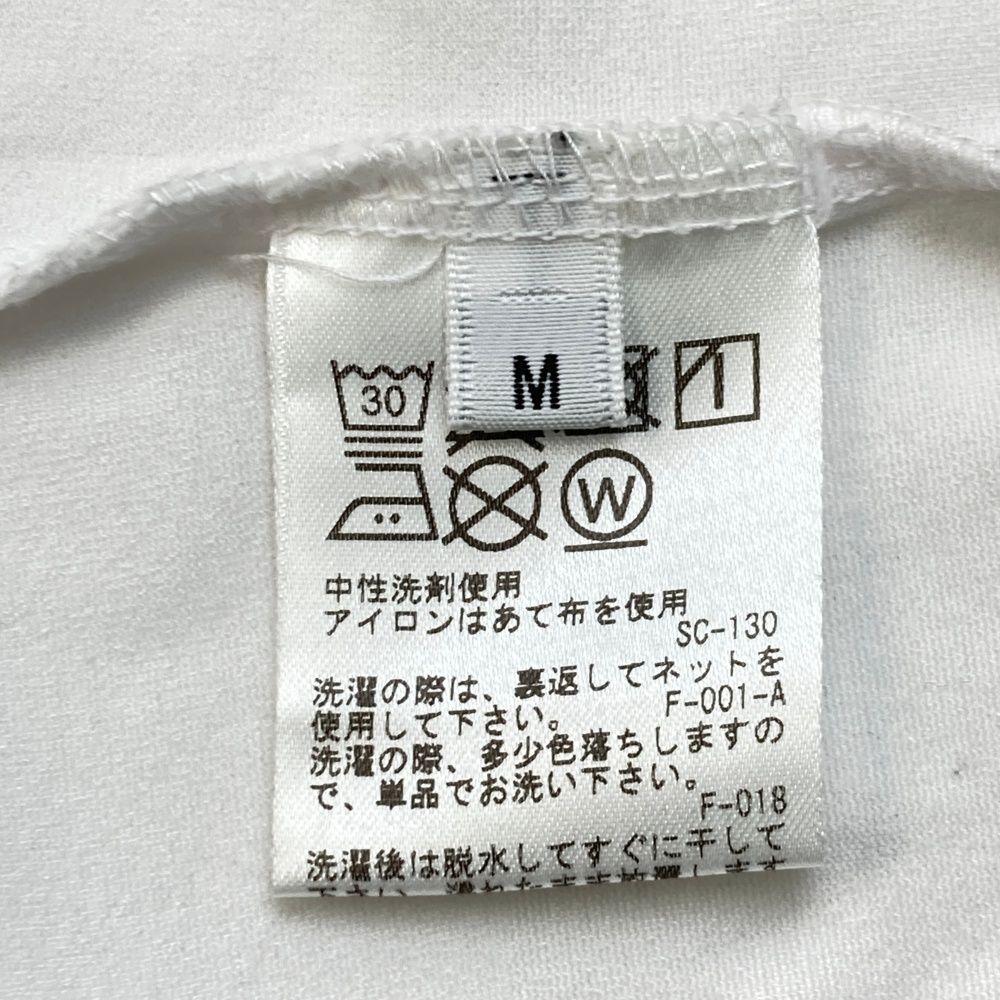 M
30
W
中性洗剤使用
アイロンはあて布を使用
SC-130
洗濯の際は、裏返してネットを
使用して下さい。
F-001-A
洗濯の際、多少色落ちしますの
で、単品でお洗い下さい。
F-018
洗濯後は脱水してすぐに干して